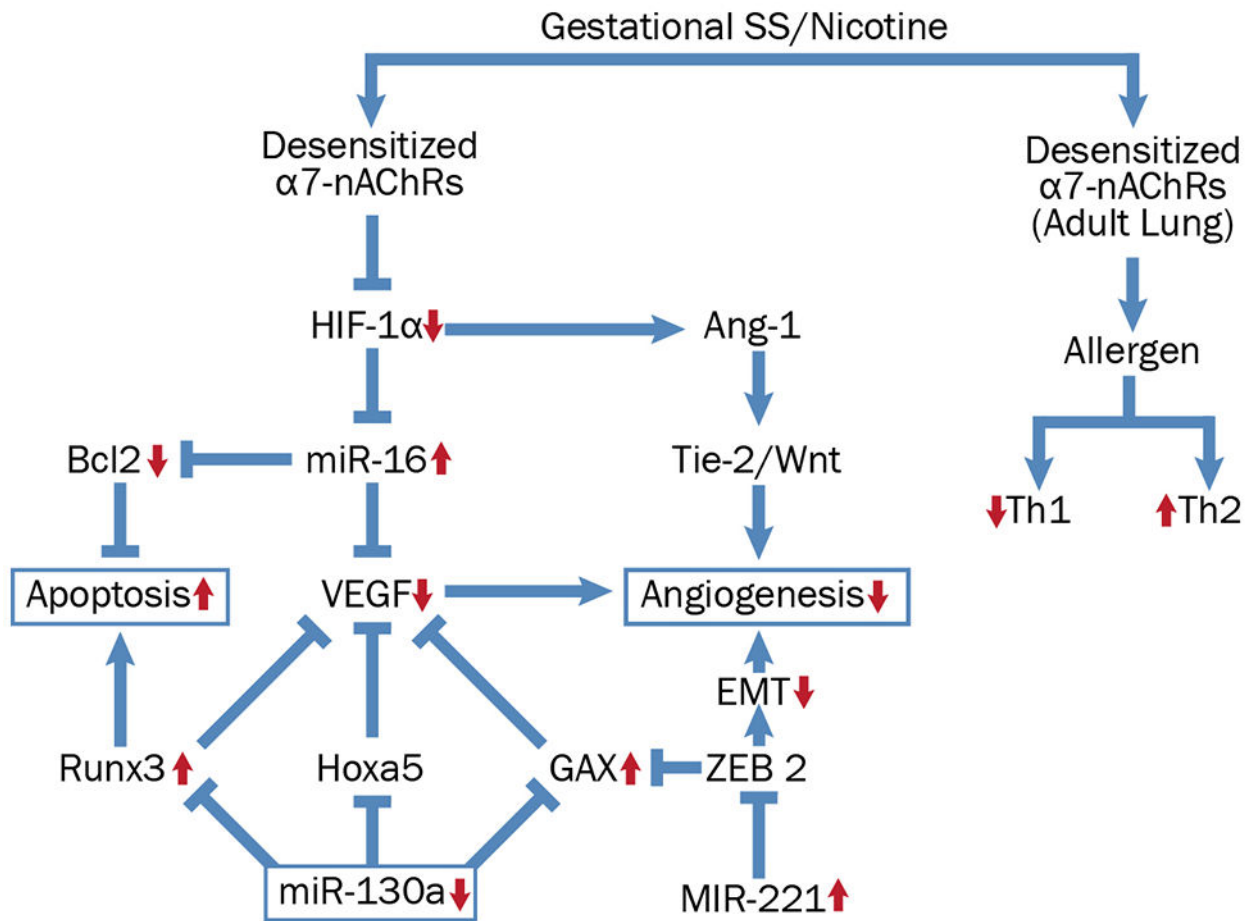 Gestational SS/Nicotine
Desensitized
α7-nAChRs
Desensitized
α7-nAChRs
(Adult Lung)
HIF-1α
Ang-1
Allergen
Bcl2
miR-16
Tie-2/Wnt
Th1
Th2
Apoptosis
VEGF
Angiogenesis
EMT
Runx3
Hoxa5
GAX
ZEB 2
miR-130a
MIR-221